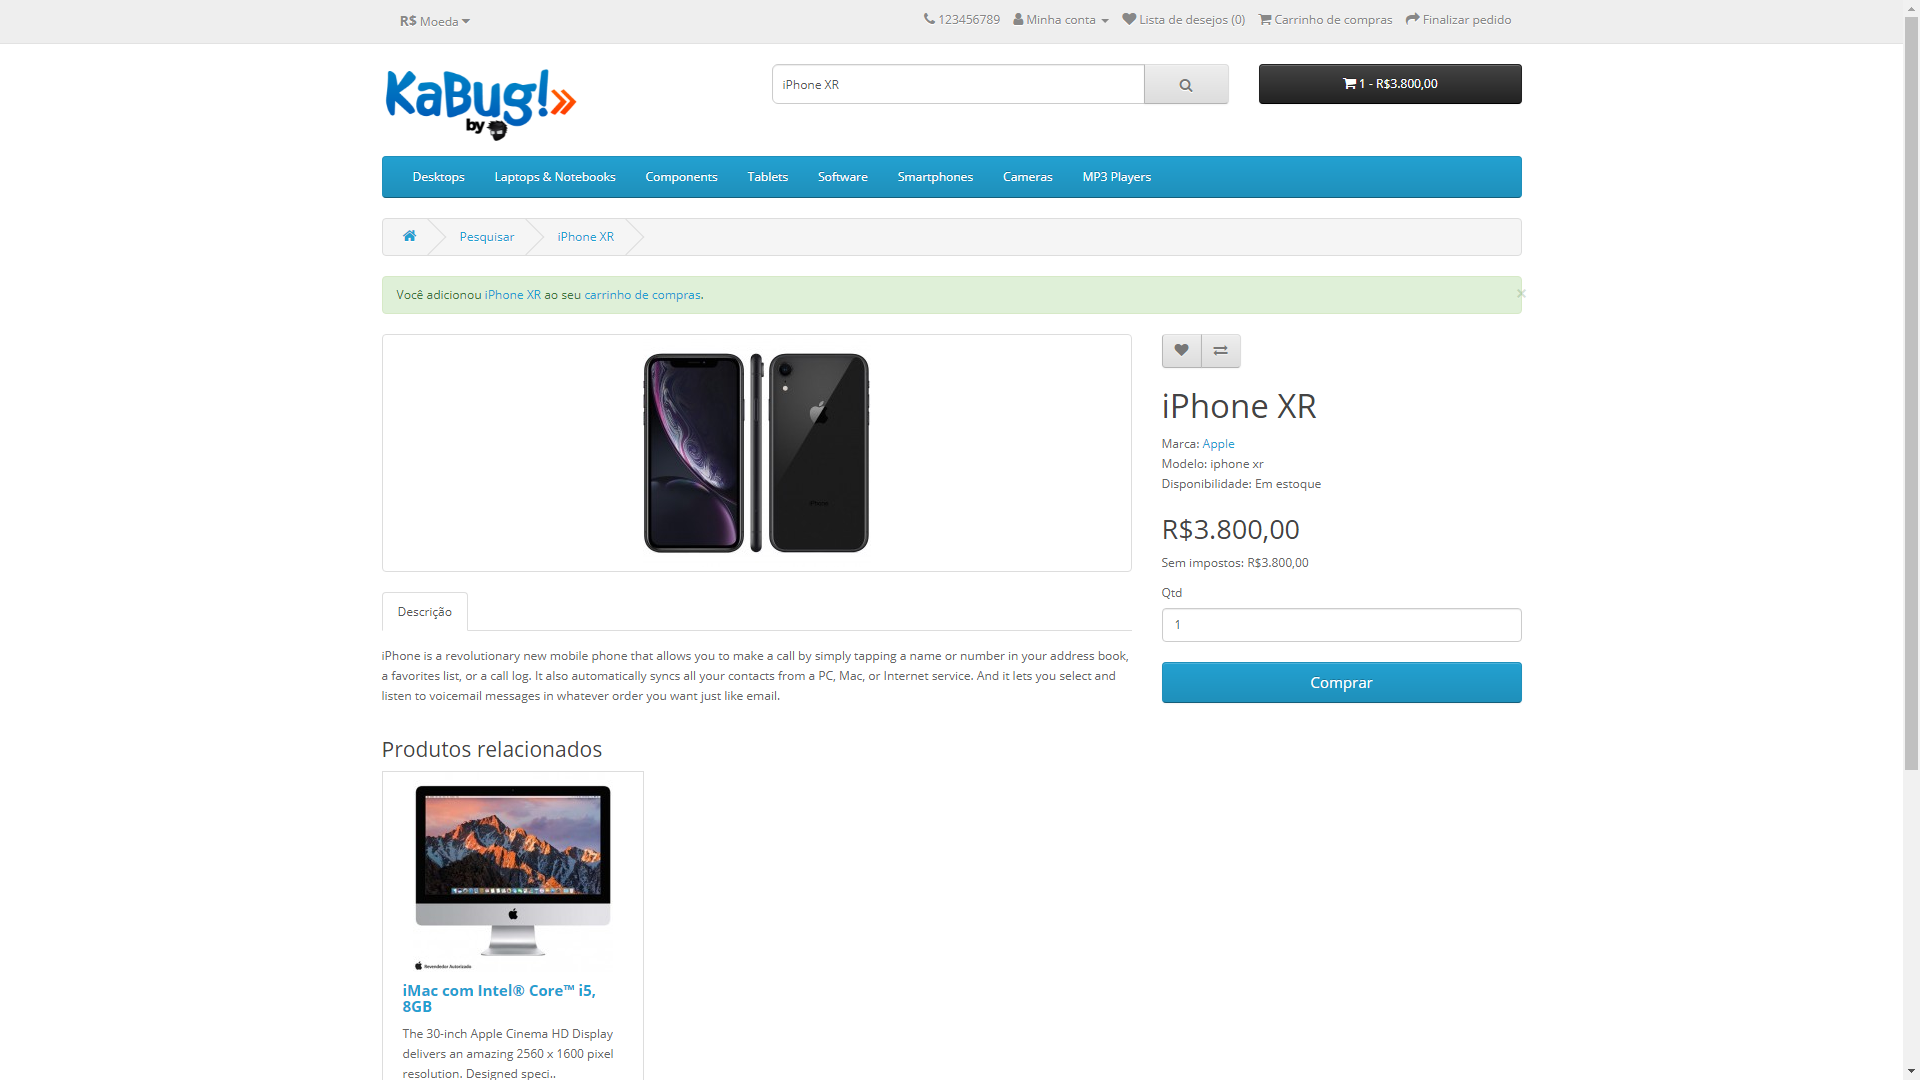 R$ Moeda
123456789 Minha conta Lista de desejos (0) Carrinho de compras Finalizar pedido
KaBug!
by
iPhone XR
1 - R$3.800,00
Desktops Laptops & Notebooks Components Tablets Software Smartphones Cameras MP3 Players
Pesquisar iPhone XR
Você adicionou iPhone XR ao seu carrinho de compras.
×
iPhone
iPhone XR
Marca: Apple
Modelo: iphone xr
Disponibilidade: Em estoque
R$3.800,00
Sem impostos: R$3.800,00
Qtd
1
Comprar
Descrição
iPhone is a revolutionary new mobile phone that allows you to make a call by simply tapping a name or number in your address book,
a favorites list, or a call log. It also automatically syncs all your contacts from a PC, Mac, or Internet service. And it lets you select and
listen to voicemail messages in whatever order you want just like email.
Produtos relacionados
Revendedor Autorizado
iMac com Intel® Core™ i5,
8GB
The 30-inch Apple Cinema HD Display
delivers an amazing 2560 x 1600 pixel
resolution. Designed speci..